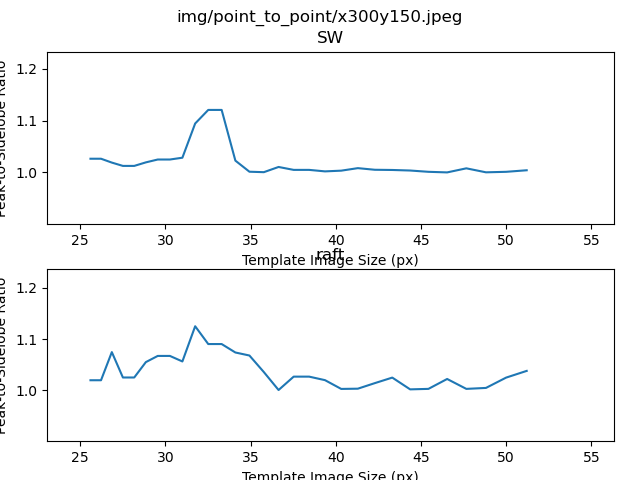 img/point_to_point/x300y150.jpeg
SW
Peak-to-Sidelobe Ratio
1.2
1.1
1.0
25 30 35 40 45 50 55
Template Image Size (px)
raft
Peak-to-Sidelobe Ratio
1.2
1.1
1.0
25 30 35 40 45 50 55
Template Image Size (px)